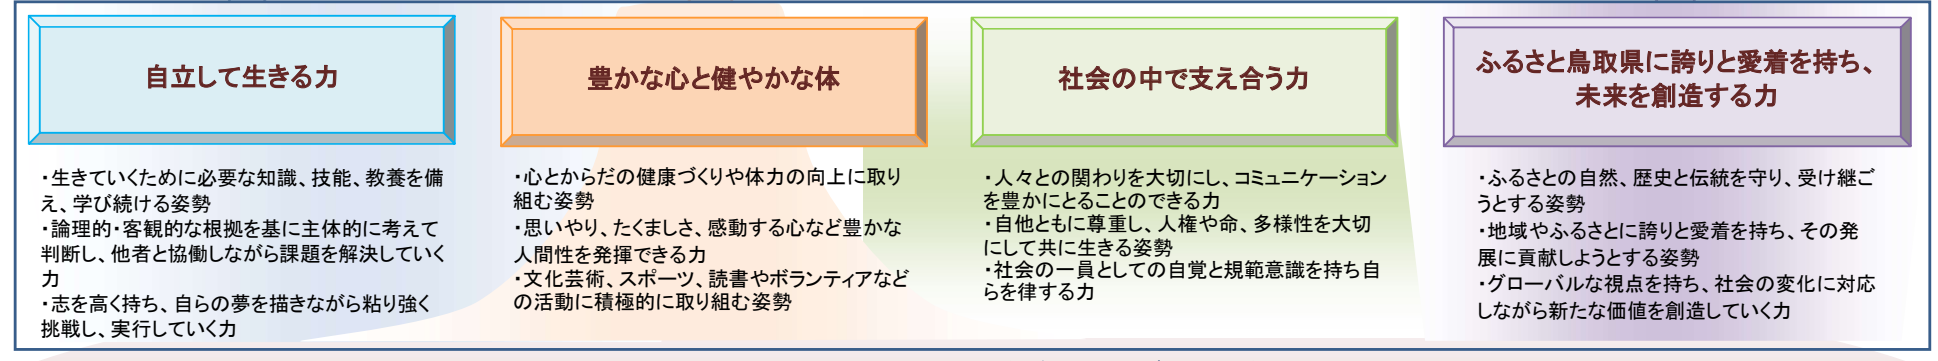 自立して生きる力
・生きていくために必要な知識、技能、教養を備
え、学び続ける姿勢
・論理的・客観的な根拠を基に主体的に考えて
判断し、他者と協働しながら課題を解決していく
力
・志を高く持ち、自らの夢を描きながら粘り強く
挑戦し、実行していく力
豊かな心と健やかな体
・心とからだの健康づくりや体力の向上に取り
組む姿勢
・思いやり、たくましさ、感動する心など豊かな
人間性を発揮できる力
・文化芸術、スポーツ、読書やボランティアなど
の活動に積極的に取り組む姿勢
社会の中で支え合う力
・人々との関わりを大切にし、コミュニケーション
を豊かにとることのできる力
・自他ともに尊重し、人権や命、多様性を大切
にして共に生きる姿勢
・社会の一員としての自覚と規範意識を持ち自
らを律する力
ふるさと鳥取県に誇りと愛着を持ち、
未来を創造する力
・ふるさとの自然、歴史と伝統を守り、受け継ご
うとする姿勢
・地域やふるさとに誇りと愛着を持ち、その発
展に貢献しようとする姿勢
・グローバルな視点を持ち、社会の変化に対応
しながら新たな価値を創造していく力